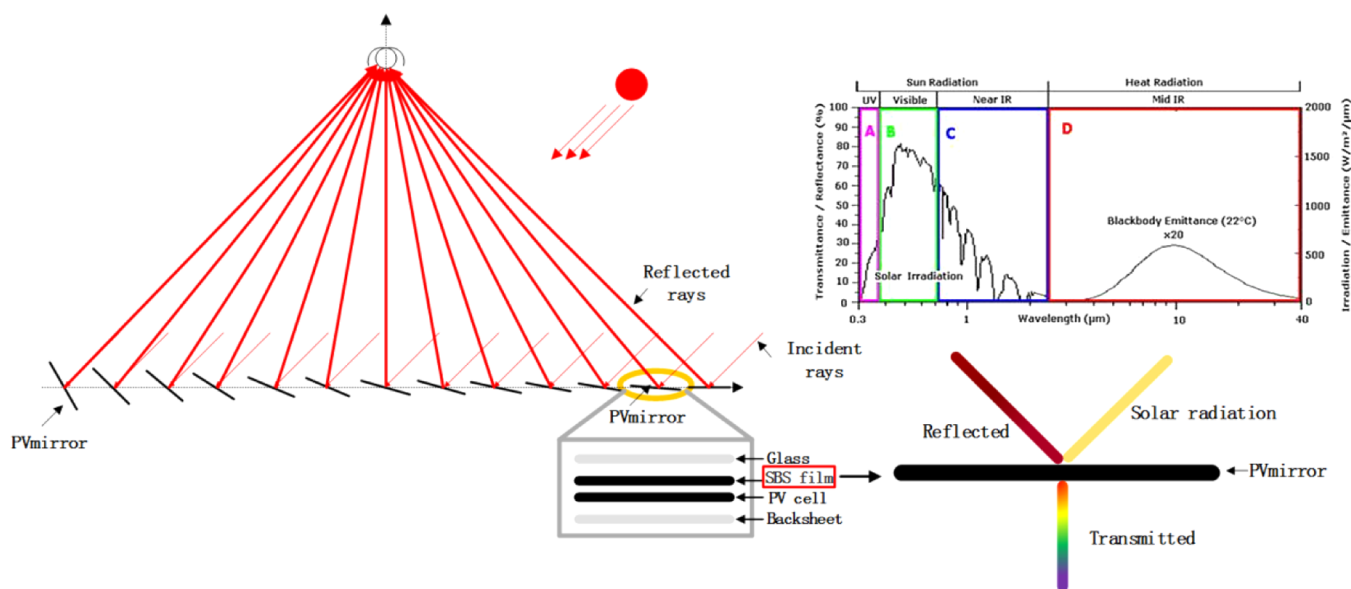 Reflected
rays
Incident
rays
PVmirror
PVmirror
Glass
SBS film
PV cell
Backsheet
Sun Radiation
Heat Radiation
UV
Visible
Near IR
Mid IR
Transmittance / Reflectance (%)
100
90
80
70
60
50
40
30
20
10
0
A
B
C
D
Solar Irradiation
Blackbody Emittance (22°C)
x20
2000
1500
1000
500
0
Irradiation / Emittance (W/m²/µm)
0.3
1
Wavelength (µm)
10
40
Reflected
Solar radiation
PVmirror
Transmitted